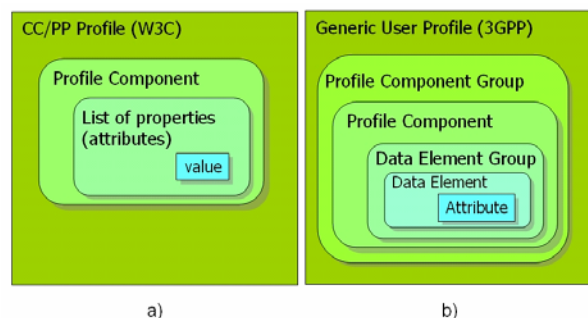 CC/PP Profile (W3C)
Profile Component
List of properties
(attributes)
value
a)
Generic User Profile (3GPP)
Profile Component Group
Profile Component
Data Element Group
Data Element
Attribute
b)